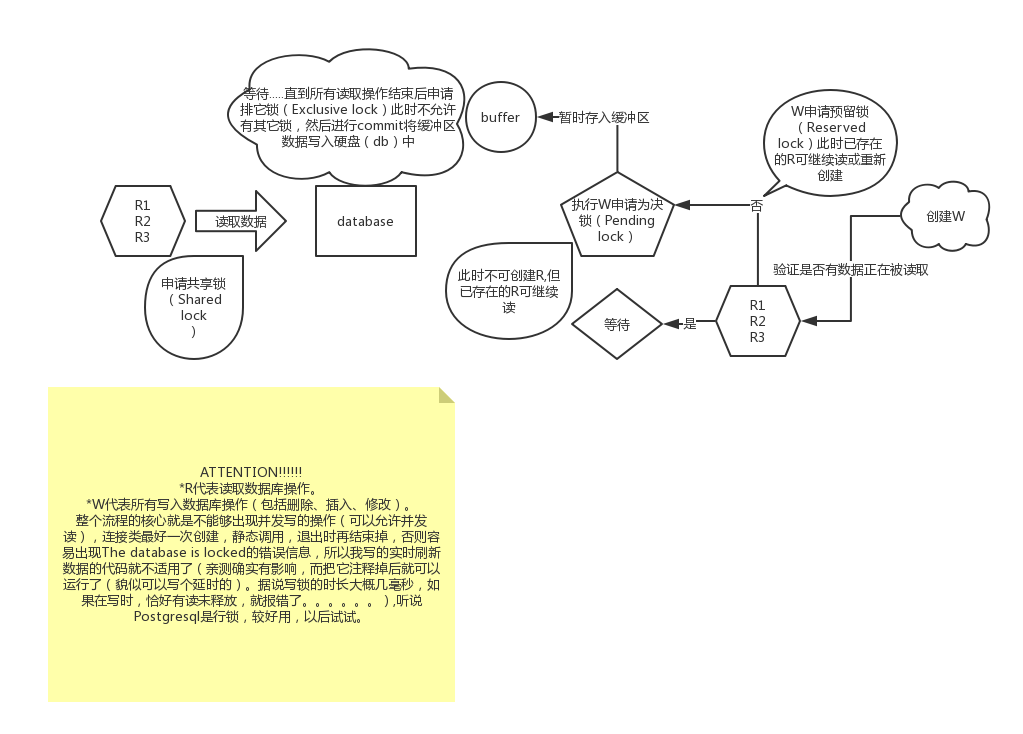 等待.....直到所有读取操作结束后申请
排它锁（Exclusive lock）此时不允许
有其它锁，然后进行commit将缓冲区
数据写入硬盘（db）中
buffer
暂时存入缓冲区
W申请预留锁
（Reserved
lock）此时已存在
的R可继续读或重新
创建
R1
R2
R3
读取数据
database
执行W申请为决
锁（Pending
lock）
否
创建W
申请共享锁
（Shared
lock
）
此时不可创建R,但
已存在的R可继续
读
等待
是
验证是否有数据正在被读取
R1
R2
R3
ATTENTION!!!!!!
*R代表读取数据库操作。
*W代表所有写入数据库操作（包括删除、插入、修改）。
整个流程的核心就是不能够出现并发写的操作（可以允许并发
读），连接类最好一次创建，静态调用，退出时再结束掉，否则容
易出现The database is locked的错误信息，所以我写的实时刷新
数据的代码就不适用了（亲测确实有影响，而把它注释掉后就可以
运行了（貌似可以写个延时的）。据说写锁的时长大概几毫秒，如
果在写时，恰好有读未释放，就报错了。。。。。。）,听说
Postgresql是行锁，较好用，以后试试。